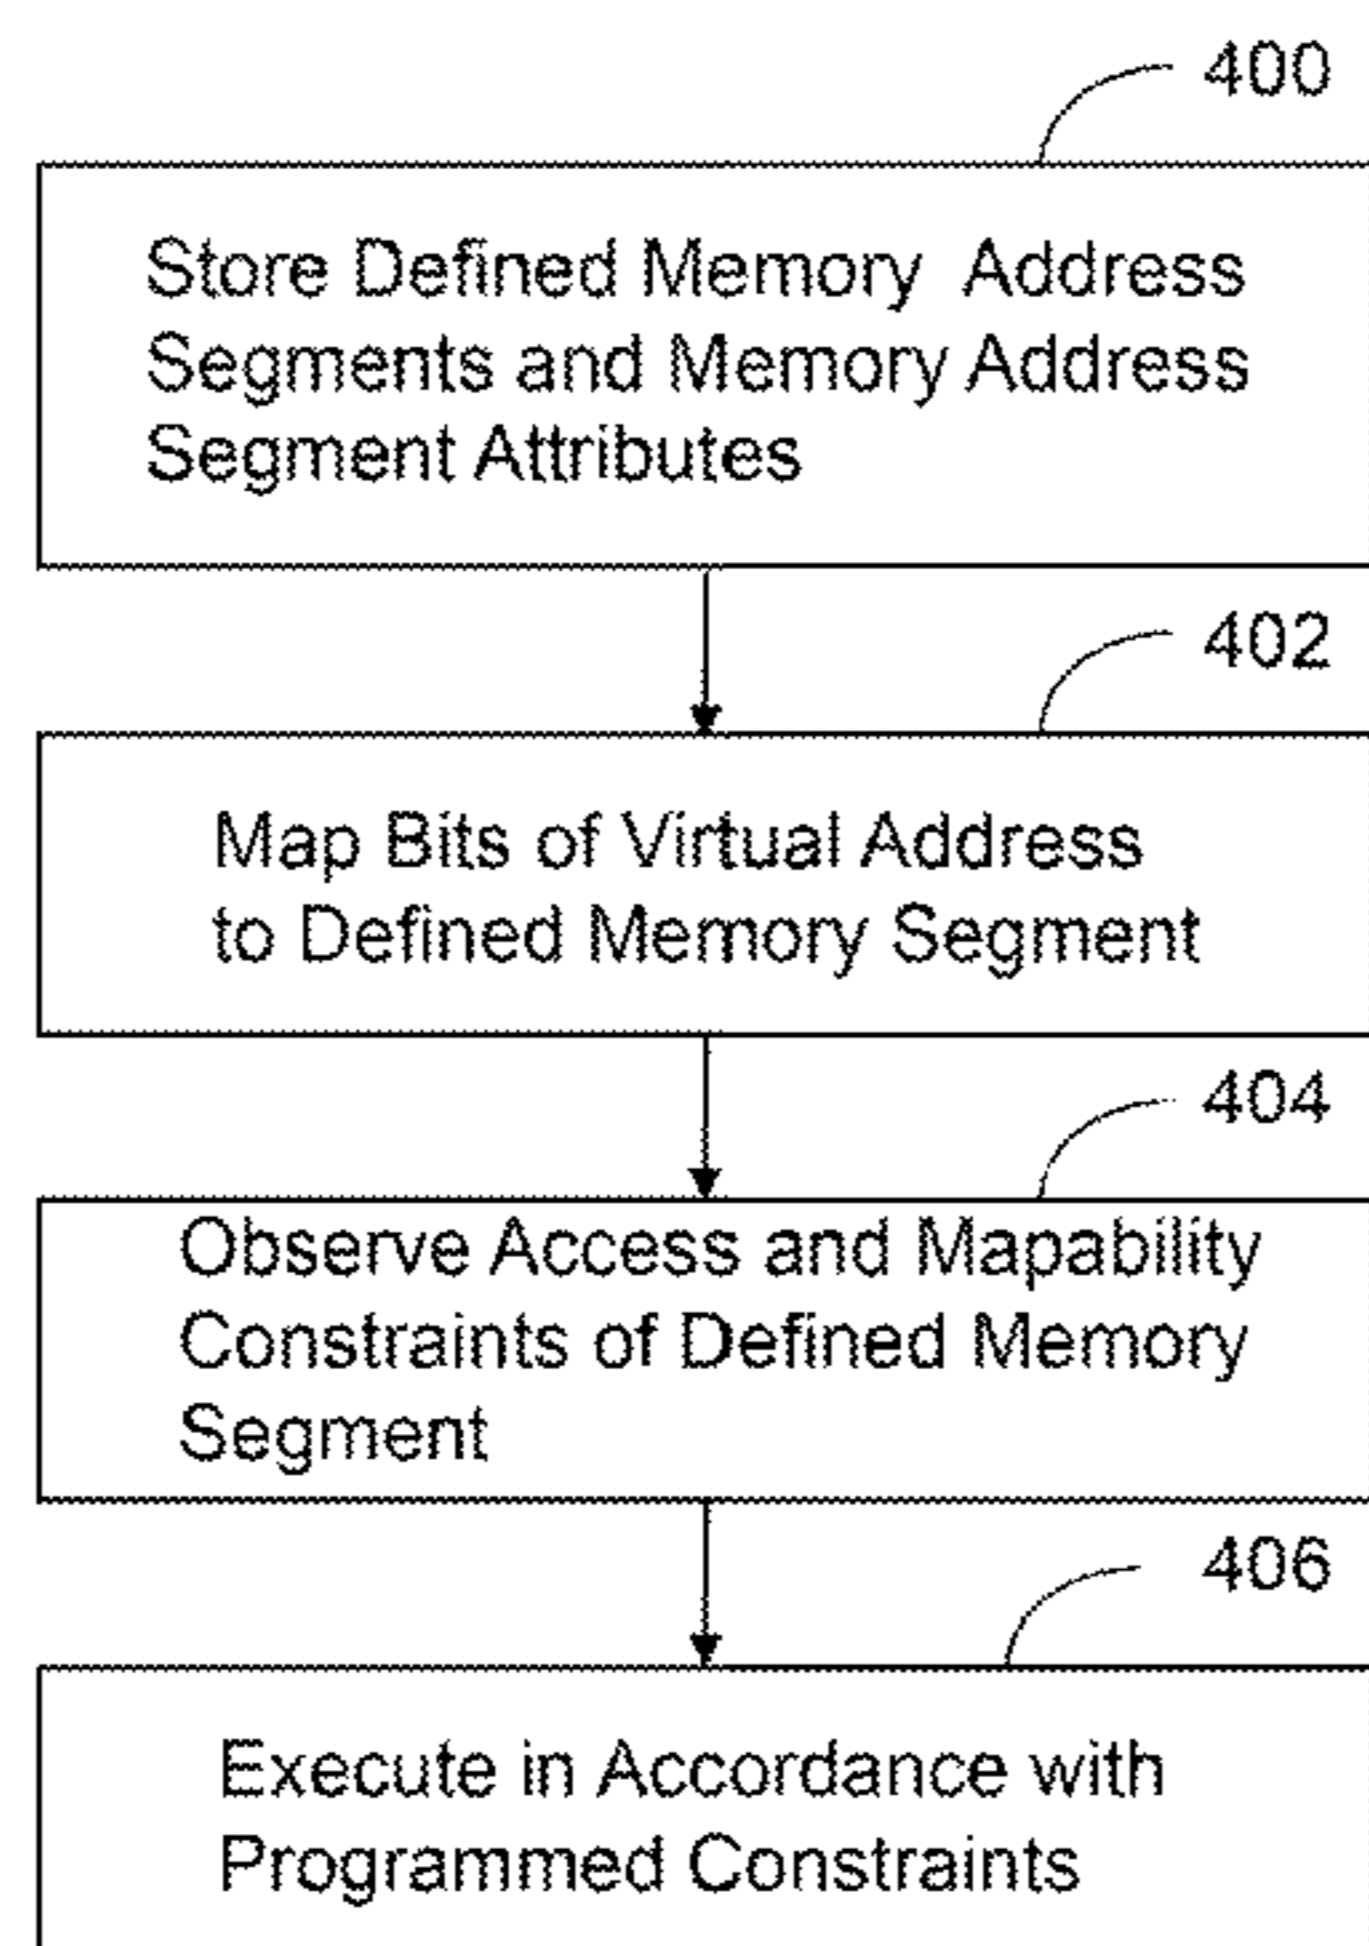 400
Store Defined Memory Address
Segments and Memory Address
Segment Attributes
402
Map Bits of Virtual Address
to Defined Memory Segment
404
Observe Access and Mapability
Constraints of Defined Memory
Segment
406
Execute in Accordance with
Programmed Constraints